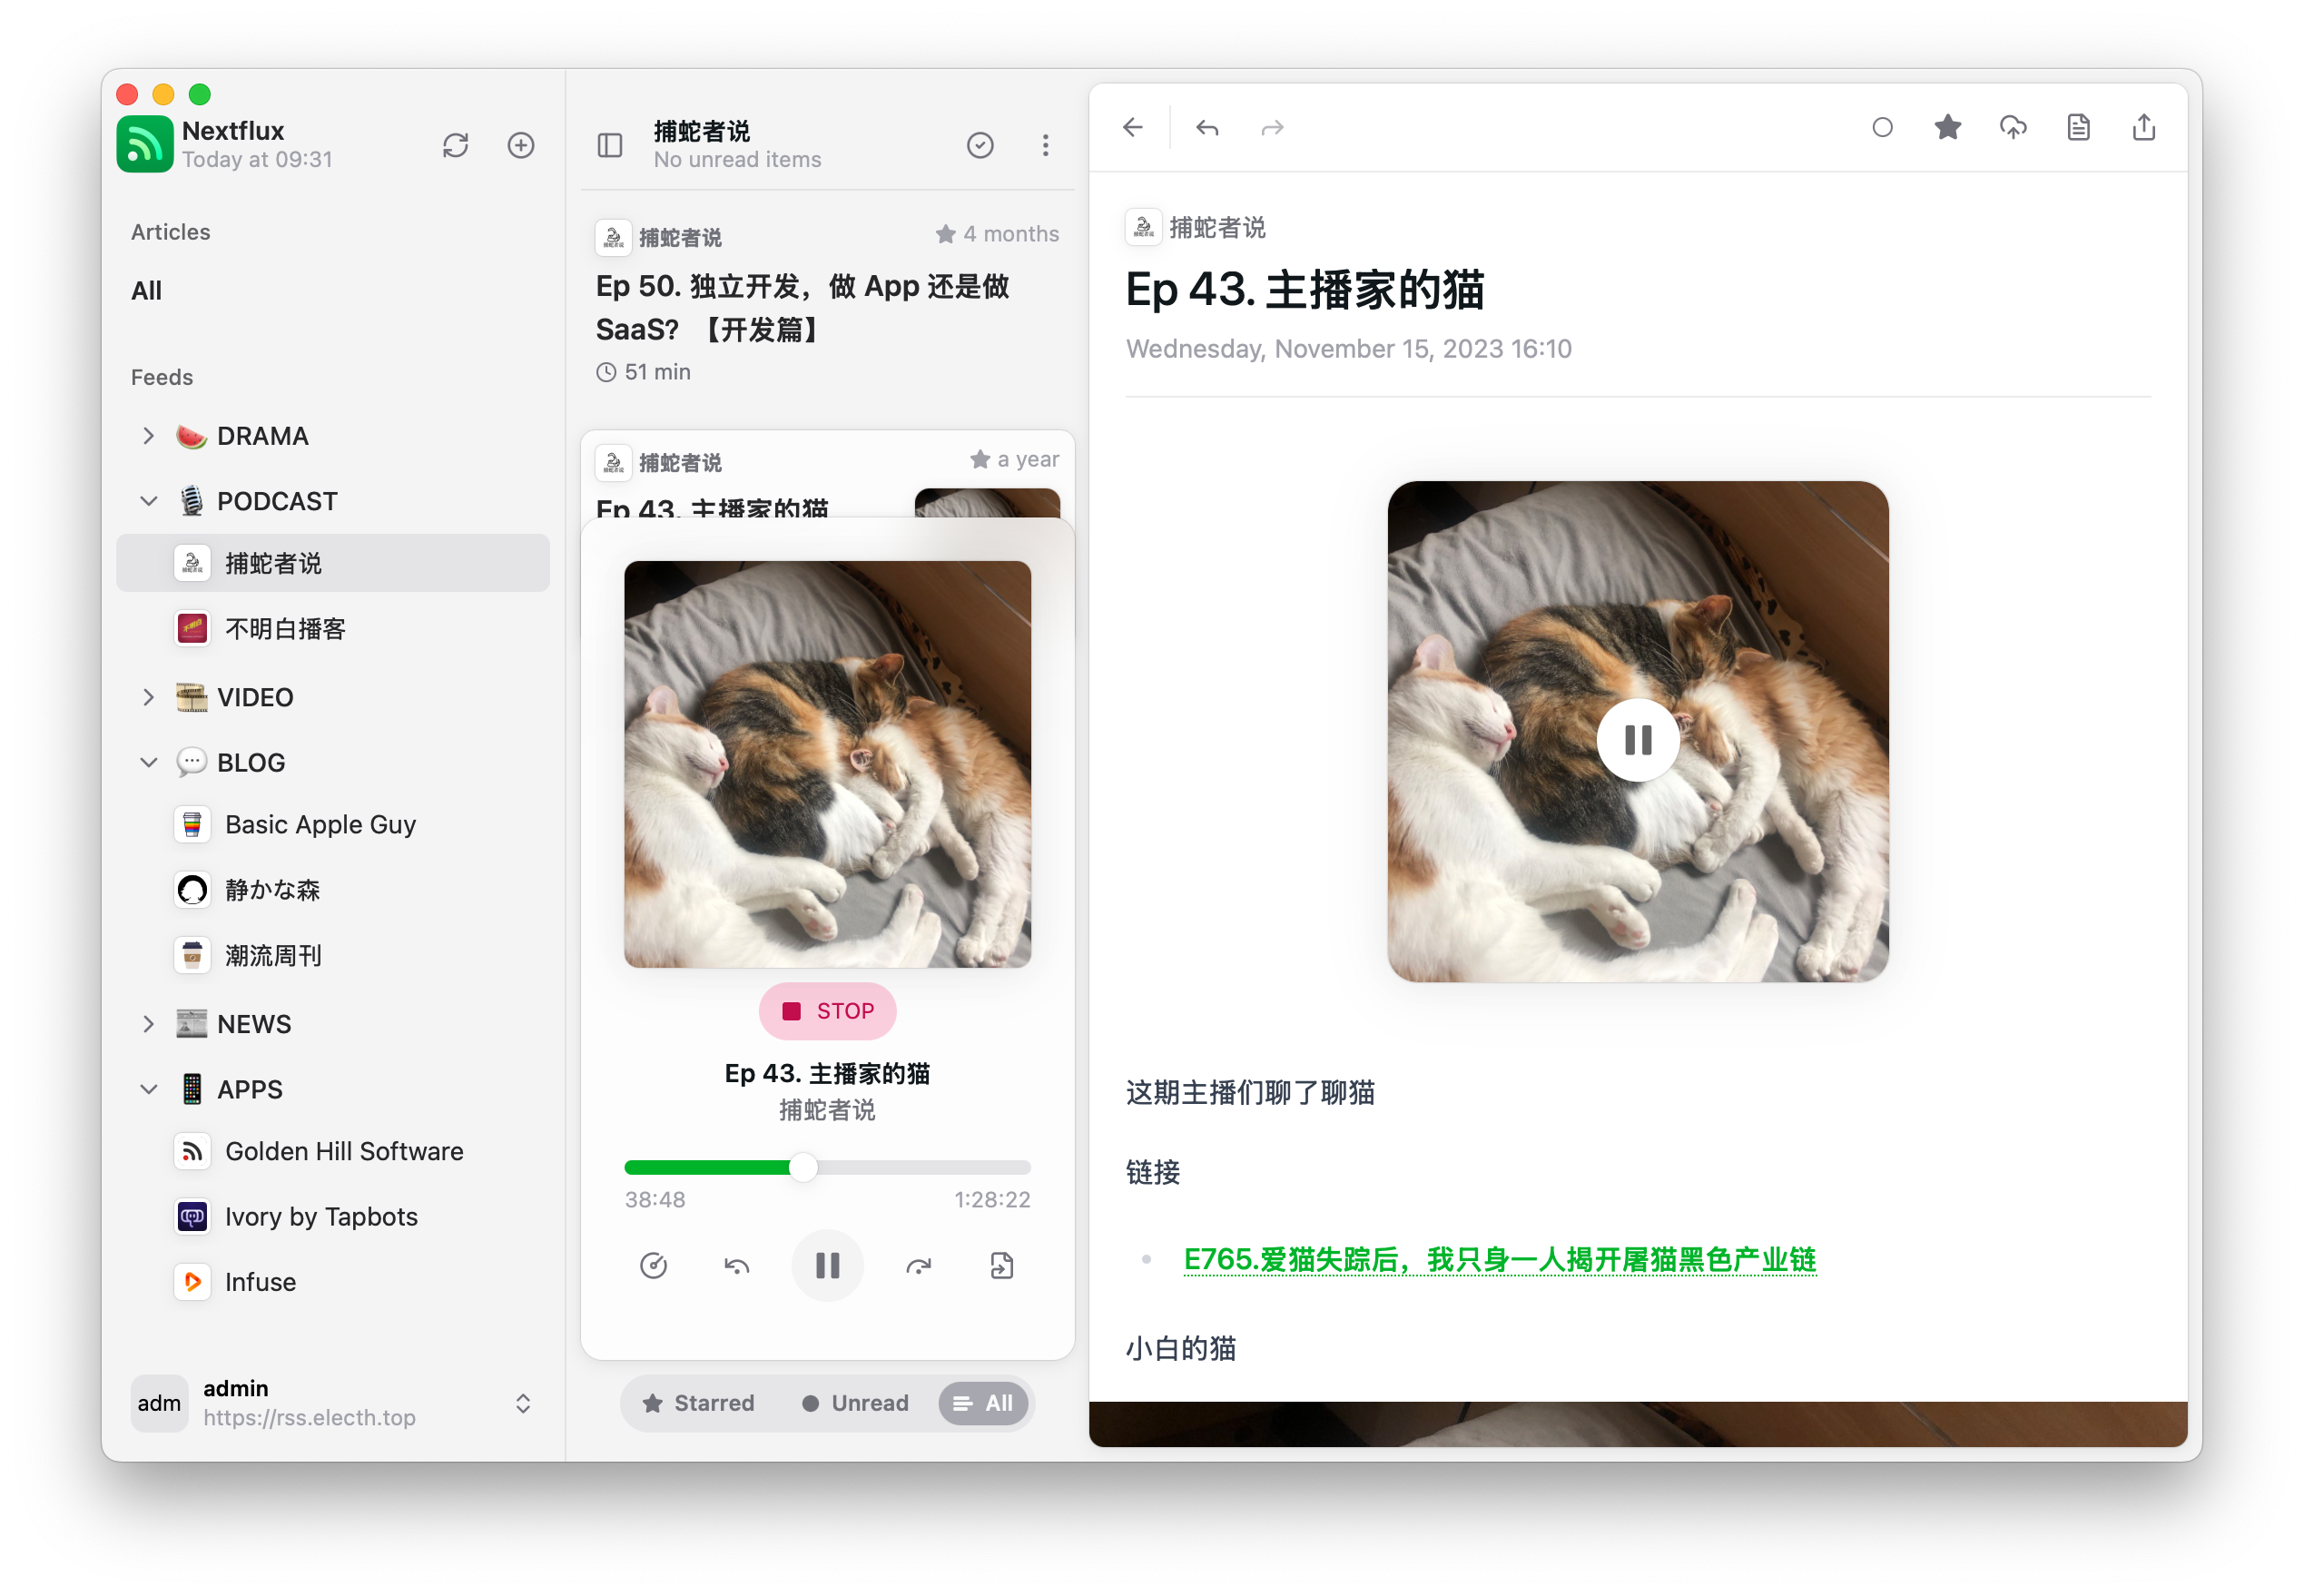 Nextflux
Today at 09:31
Articles
All
Feeds
DRAMA
PODCAST
捕蛇者说
不明白播客
VIDEO
BLOG
Basic Apple Guy
静かな森
潮流周刊
NEWS
APPS
Golden Hill Software
Ivory by Tapbots
Infuse
adm
admin
https://rss.electh.top
捕蛇者说
No unread items
捕蛇者说
4 months
Ep 50. 独立开发，做 App 还是做
SaaS？【开发篇】
51 min
捕蛇者说
a year
Ep 43. 主播家的猫
STOP
Ep 43. 主播家的猫
捕蛇者说
38:48
1:28:22
Starred
Unread
All
捕蛇者说
Ep 43. 主播家的猫
Wednesday, November 15, 2023 16:10
这期主播们聊了聊猫
链接
E765.爱猫失踪后，我只身一人揭开屠猫黑色产业链
小白的猫